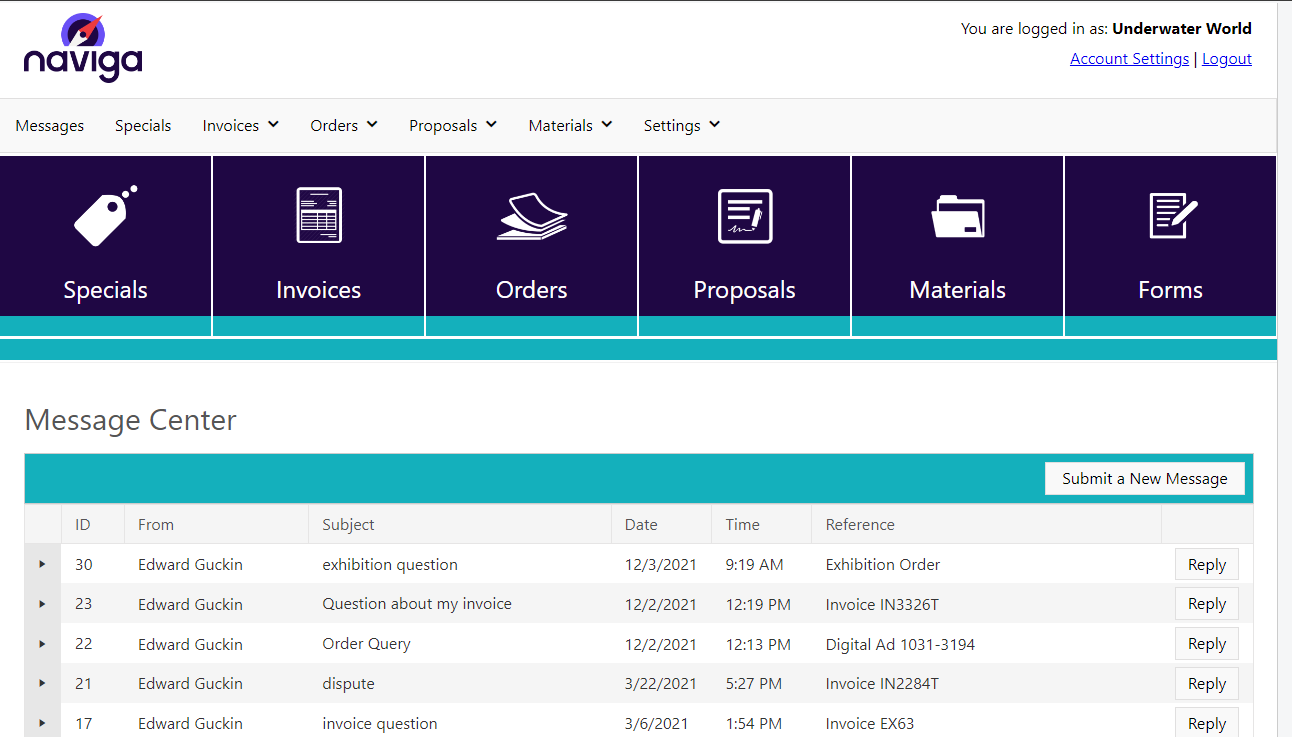 naviga
You are logged in as: Underwater World
Account Settings | Logout
Messages Specials Invoices Orders Proposals Materials Settings
Specials Invoices Orders Proposals Materials Forms
Message Center
Submit a New Message
ID From Subject Date Time Reference
30 Edward Guckin exhibition question 12/3/2021 9:19 AM Exhibition Order Reply
23 Edward Guckin Question about my invoice 12/2/2021 12:19 PM Invoice IN3326T Reply
22 Edward Guckin Order Query 12/2/2021 12:13 PM Digital Ad 1031-3194 Reply
21 Edward Guckin dispute 3/22/2021 5:27 PM Invoice IN2284T Reply
17 Edward Guckin invoice question 3/6/2021 1:54 PM Invoice EX63 Reply